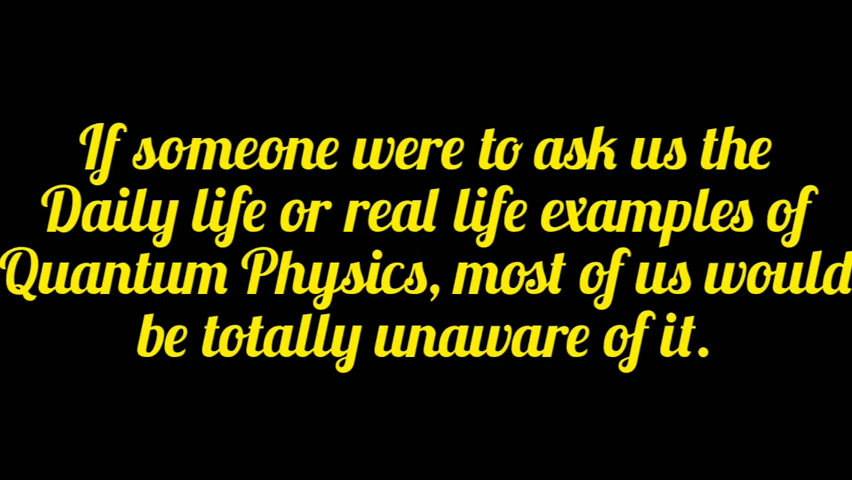 If someone were to ask us the
Daily life or real life examples of
Quantum Physics, most of us would
be totally unaware of it.